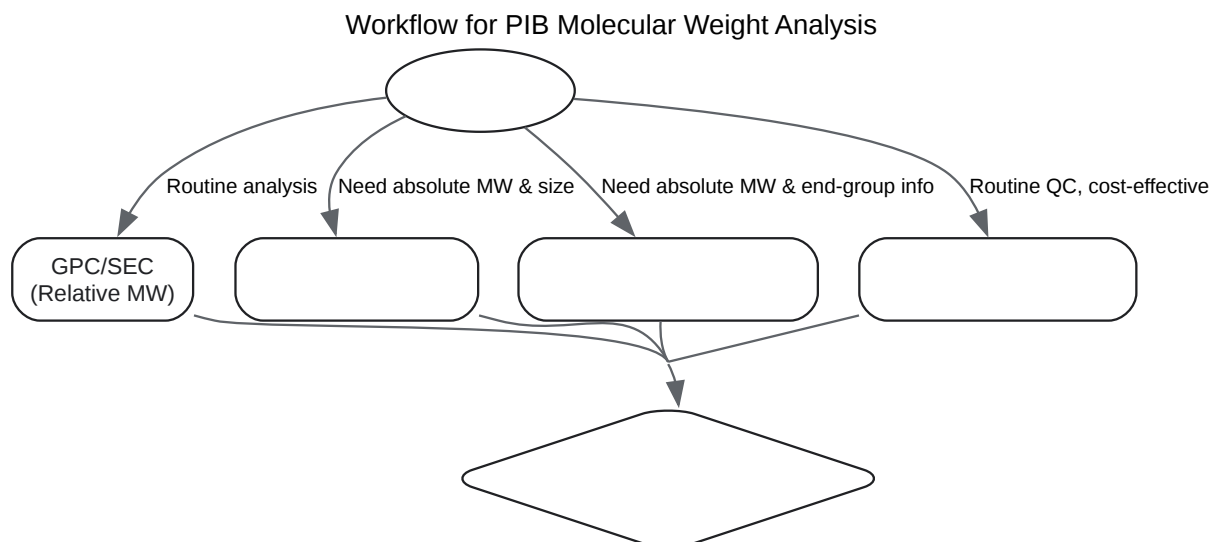 Workflow for PIB Molecular Weight Analysis
Routine analysis
Need absolute MW & size
Need absolute MW & end-group info
Routine QC, cost-effective
GPC/SEC
(Relative MW)